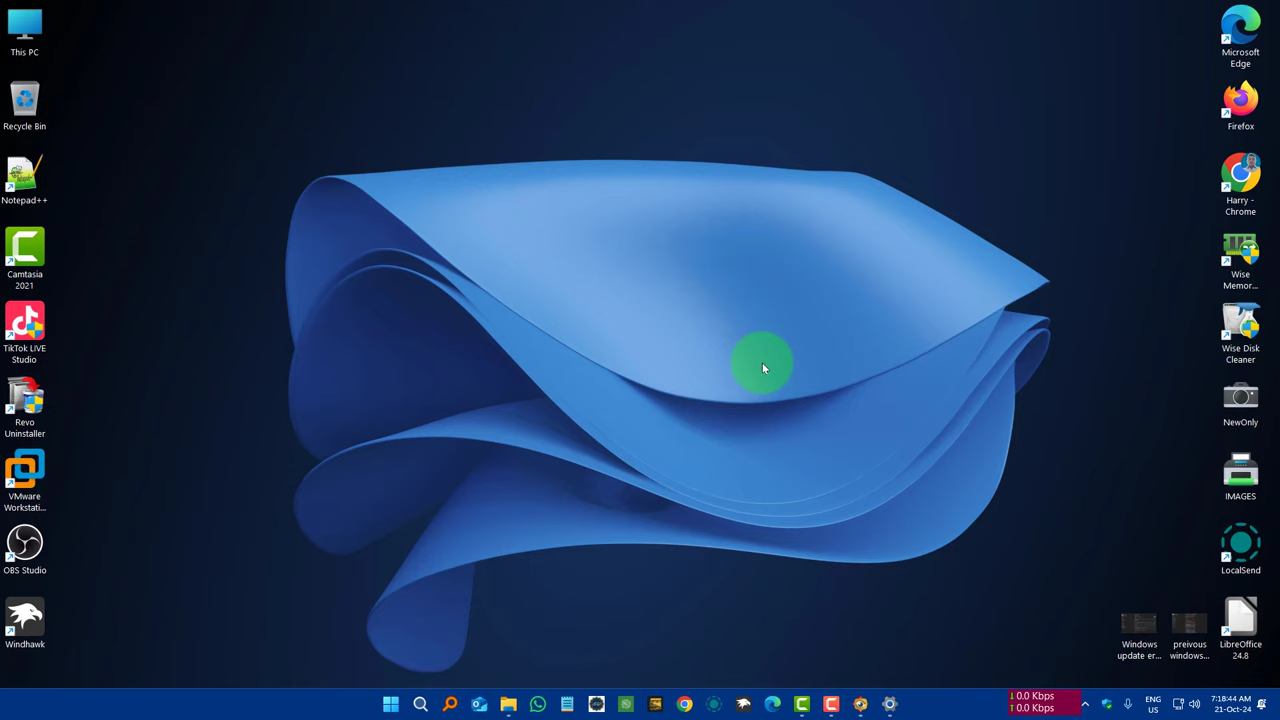 This PC
Recycle Bin
Notepad++
Camtasia
2021
TikTok LIVE
Studio
Revo
Uninstaller
VMware
Workstati...
OBS Studio
Windhawk
Microsoft
Edge
Firefox
Harry -
Chrome
Wise
Memor...
Wise Disk
Cleaner
NewOnly
IMAGES
LocalSend
Windows
update er...
preivous
windows...
LibreOffice
24.8
0.0 Kbps
0.0 Kbps
ENG
US
7:18:44 AM
21-Oct-24